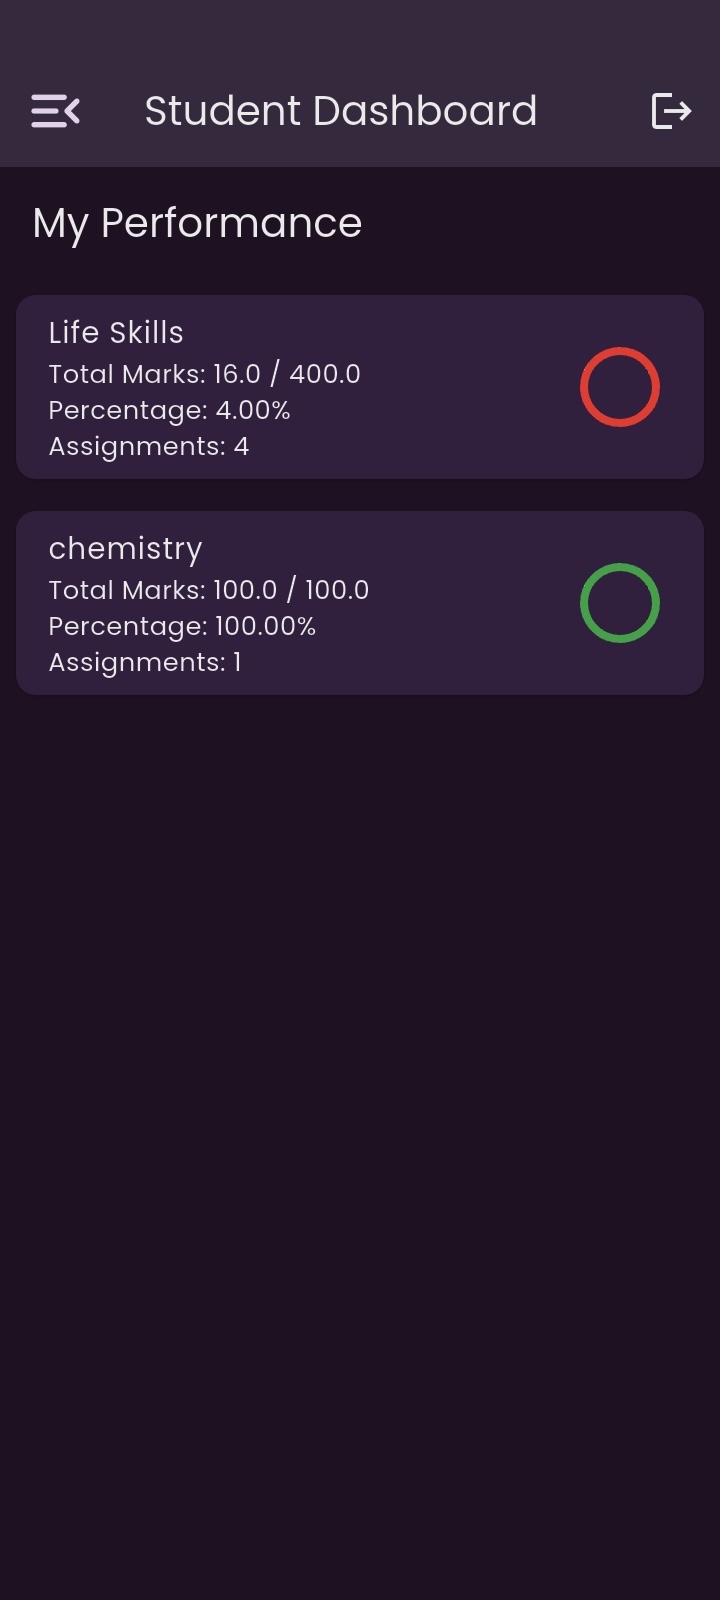 Student Dashboard
My Performance
Life Skills
Total Marks: 16.0 / 400.0
Percentage: 4.00%
Assignments: 4
chemistry
Total Marks: 100.0 / 100.0
Percentage: 100.00%
Assignments: 1